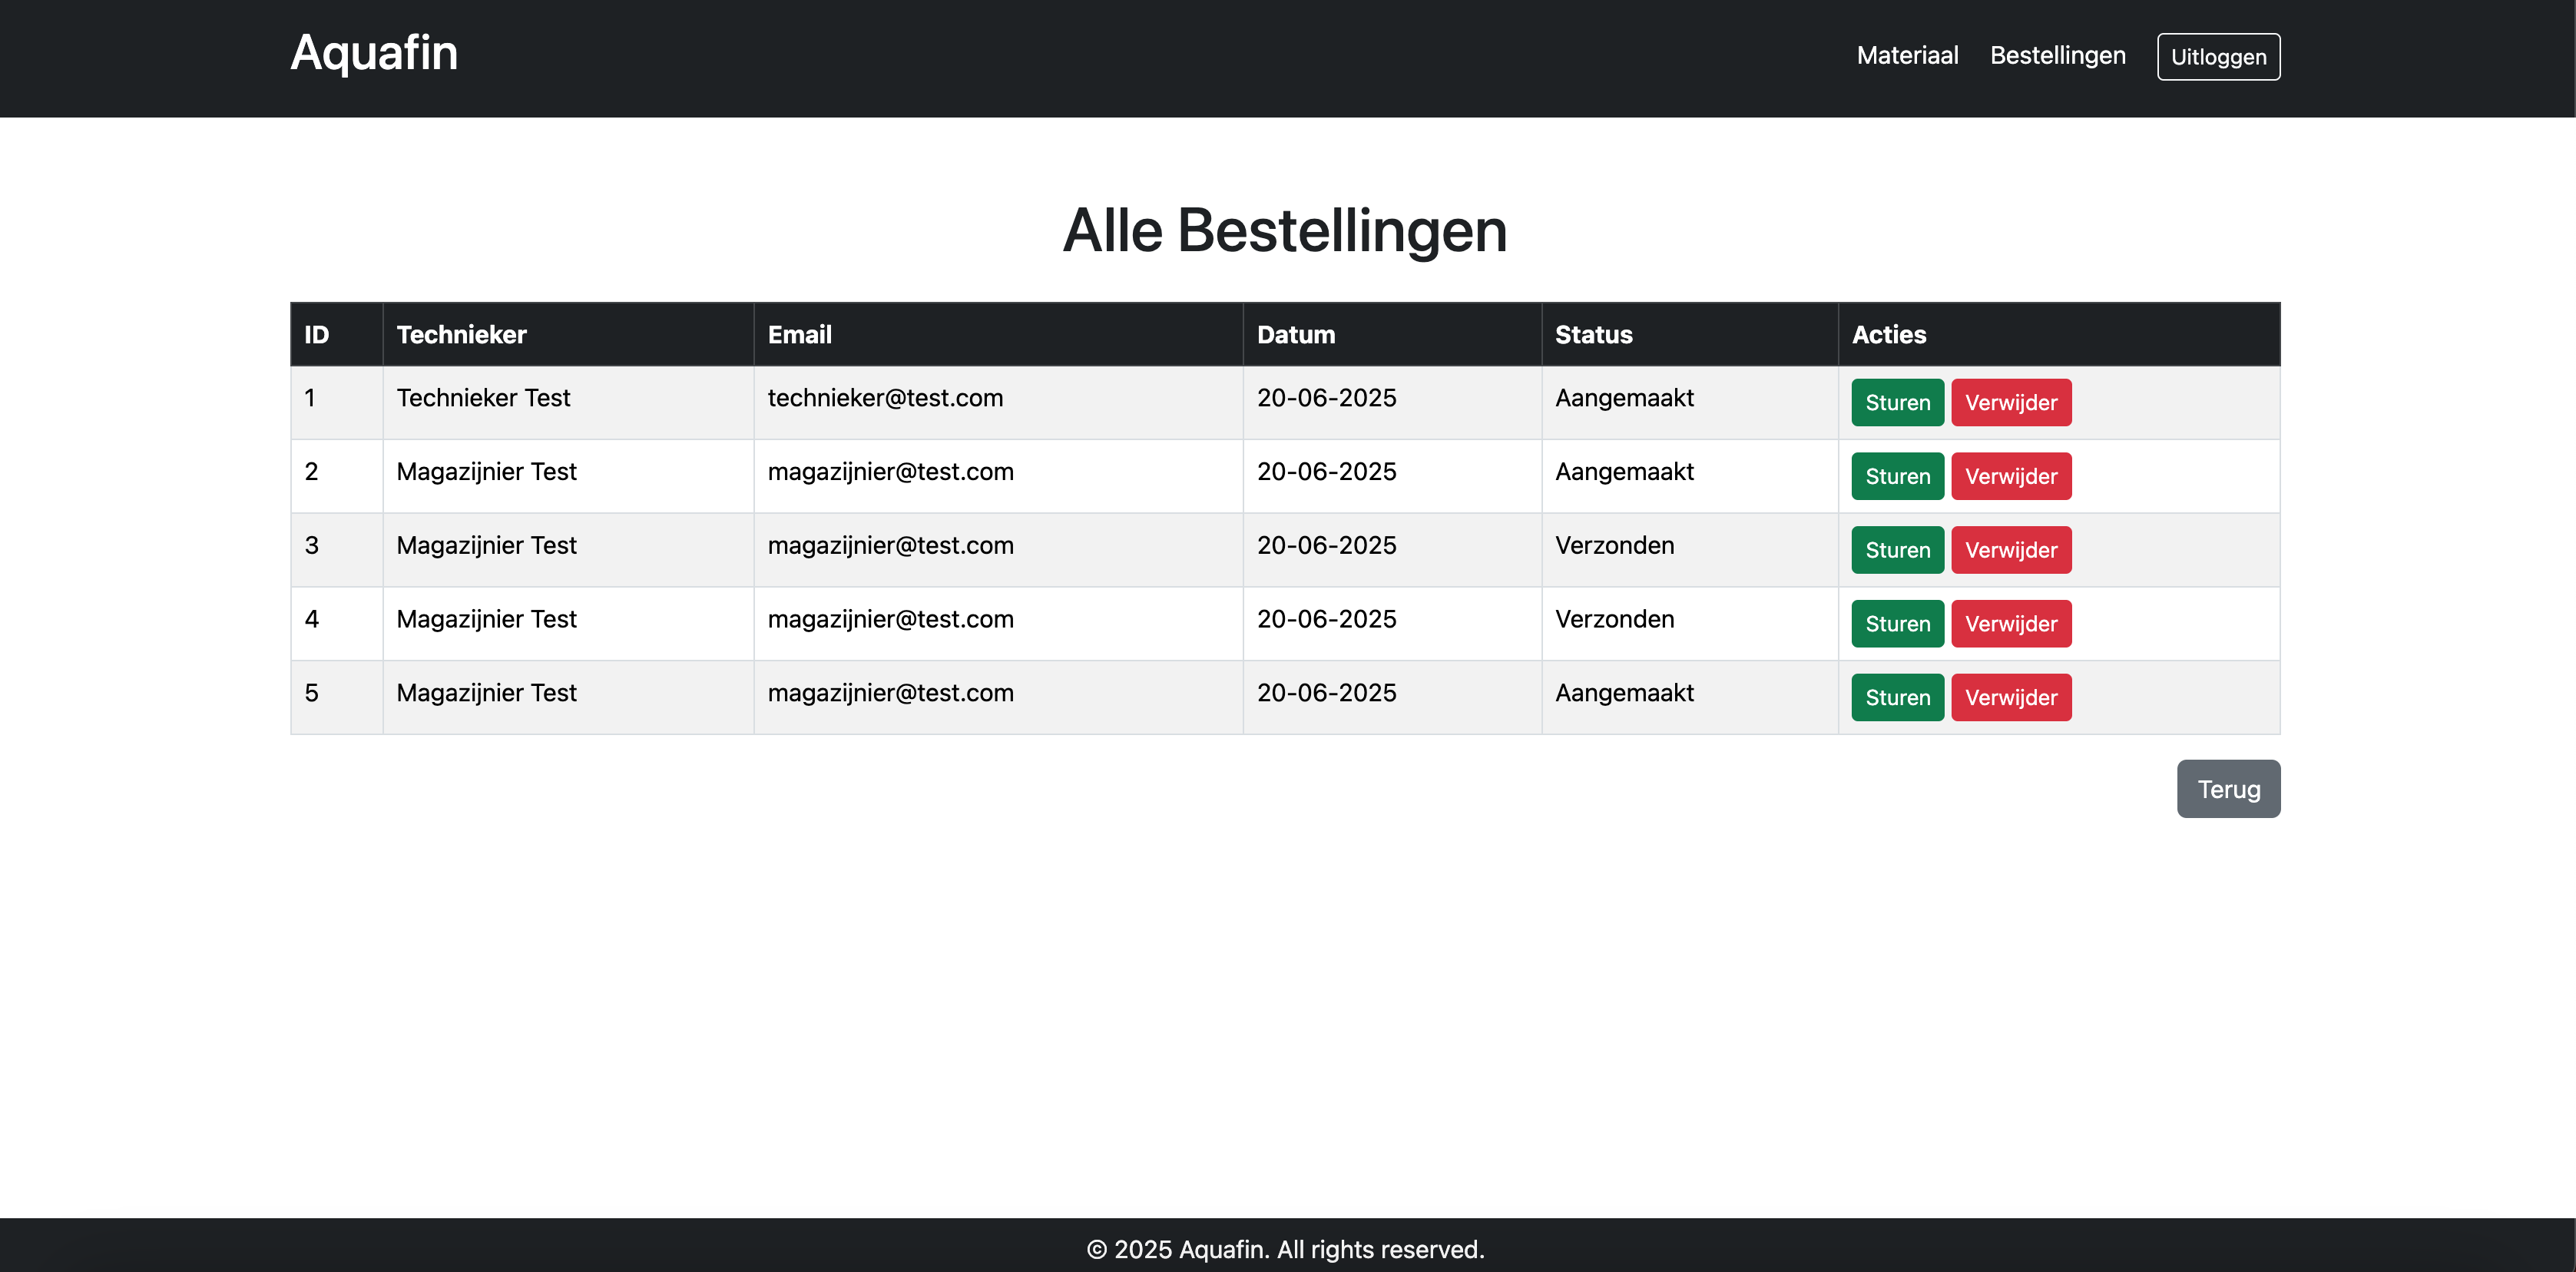 Aquafin Materiaal Bestellingen Uitloggen
Alle Bestellingen
ID Technieker Email Datum Status Acties
1 Technieker Test technieker@test.com 20-06-2025 Aangemaakt Sturen Verwijder
2 Magazijnier Test magazijnier@test.com 20-06-2025 Aangemaakt Sturen Verwijder
3 Magazijnier Test magazijnier@test.com 20-06-2025 Verzonden Sturen Verwijder
4 Magazijnier Test magazijnier@test.com 20-06-2025 Verzonden Sturen Verwijder
5 Magazijnier Test magazijnier@test.com 20-06-2025 Aangemaakt Sturen Verwijder
Terug
© 2025 Aquafin. All rights reserved.